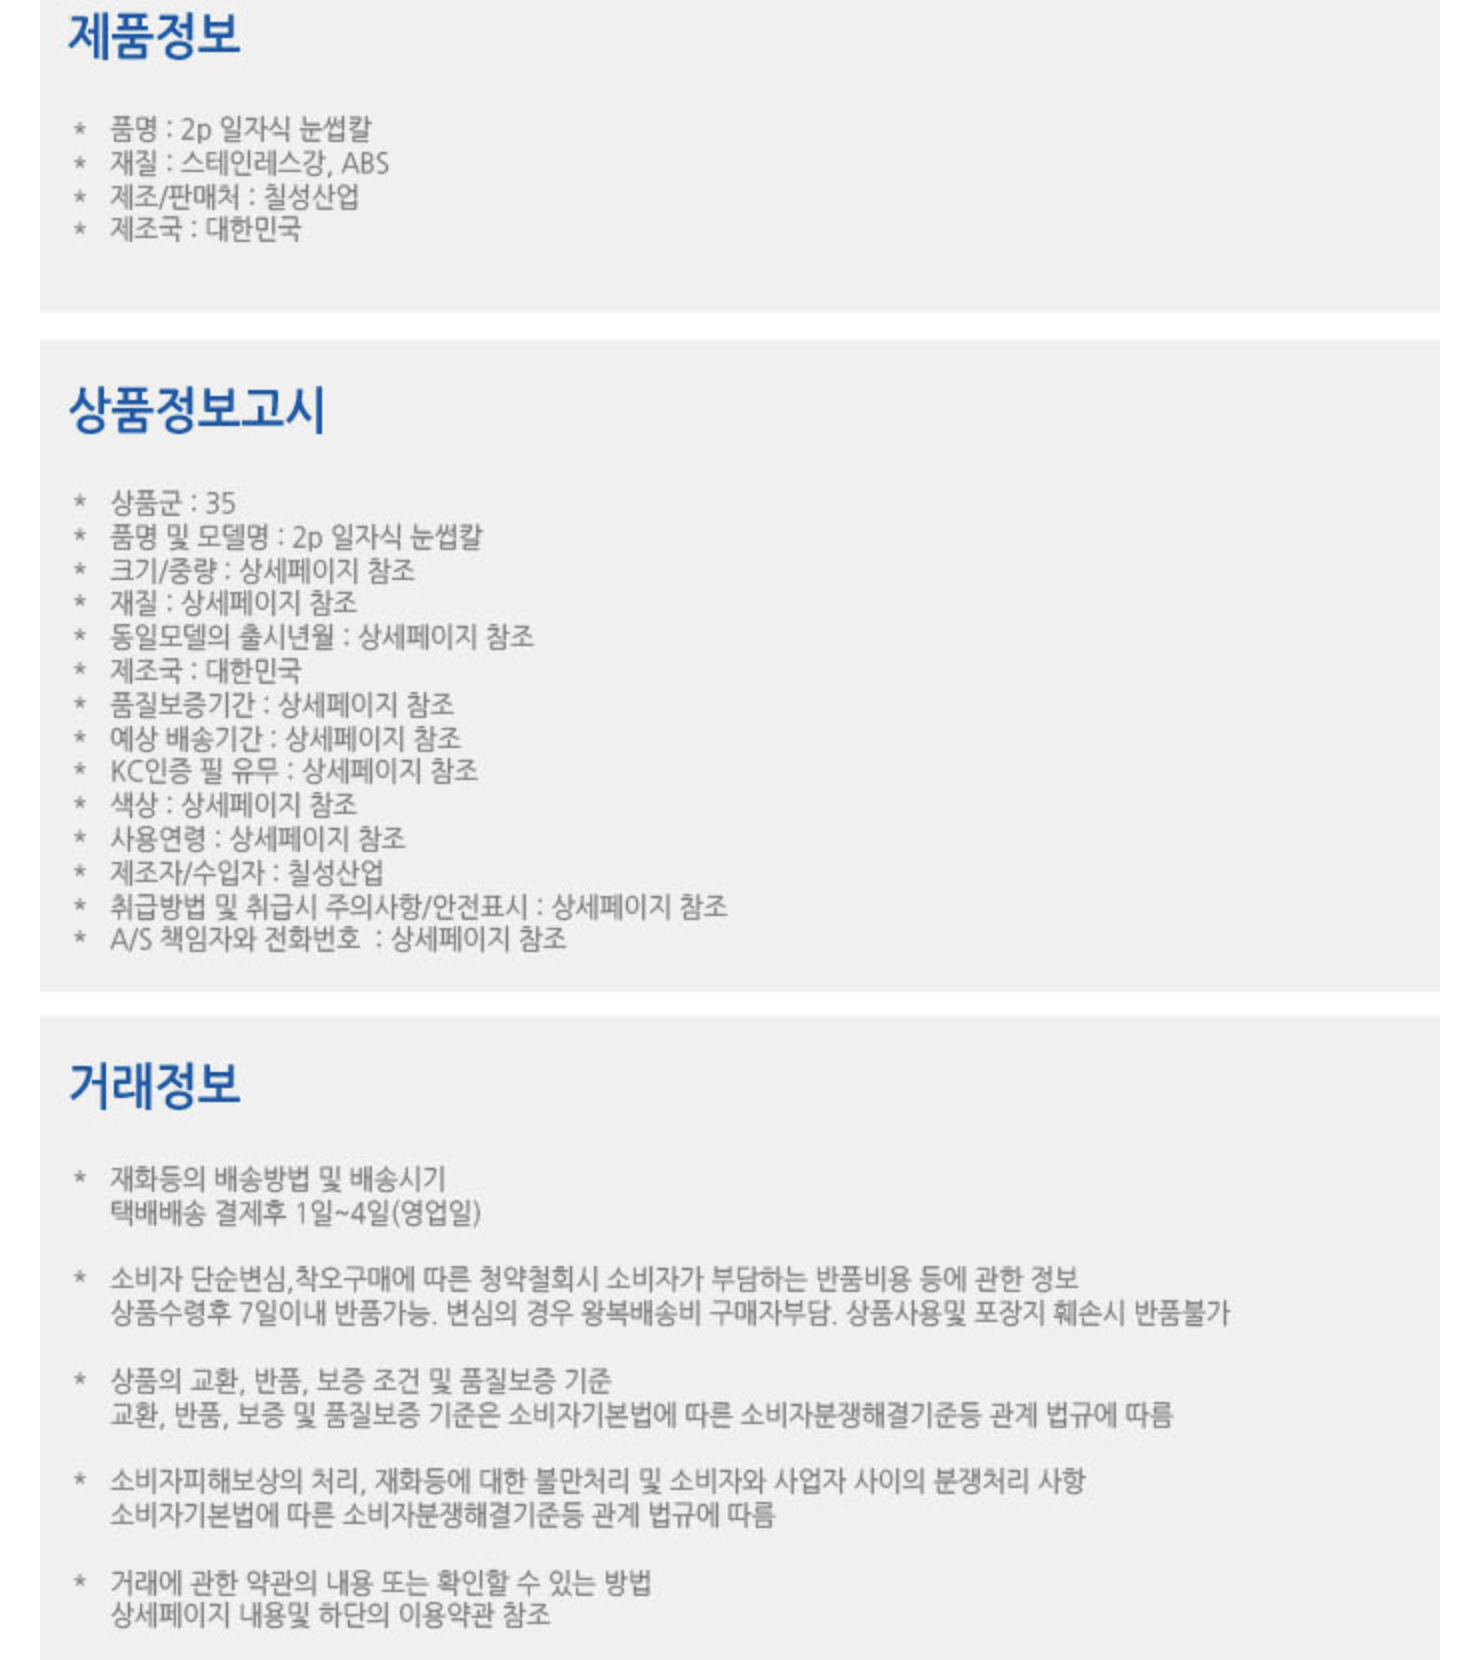 제품정보
* 품명 : 2p 일자식 눈썹칼
* 재질 : 스테인레스강, ABS
* 제조/판매처 : 칠성산업
* 제조국 : 대한민국
상품정보고시
* 상품군 : 35
* 품명 및 모델명 : 2p 일자식 눈썹칼
* 크기/중량 : 상세페이지 참조
* 재질 : 상세페이지 참조
* 동일모델의 출시년월 : 상세페이지 참조
* 제조국 : 대한민국
* 품질보증기간 : 상세페이지 참조
* 예상 배송기간 : 상세페이지 참조
* KC인증 필 유무 : 상세페이지 참조
* 색상 : 상세페이지 참조
* 사용연령 : 상세페이지 참조
* 제조자/수입자 : 칠성산업
* 취급방법 및 취급시 주의사항/안전표시 : 상세페이지 참조
* A/S 책임자와 전화번호 : 상세페이지 참조
거래정보
* 재화등의 배송방법 및 배송시기
택배배송 결제후 1일~4일(영업일)
* 소비자 단순변심,착오구매에 따른 청약철회시 소비자가 부담하는 반품비용 등에 관한 정보
상품수령후 7일이내 반품가능. 변심의 경우 왕복배송비 구매자부담. 상품사용및 포장지 훼손시 반품불가
* 상품의 교환, 반품, 보증 조건 및 품질보증 기준
교환, 반품, 보증 및 품질보증 기준은 소비자기본법에 따른 소비자분쟁해결기준등 관계 법규에 따름
* 소비자피해보상의 처리, 재화등에 대한 불만처리 및 소비자와 사업자 사이의 분쟁처리 사항
소비자기본법에 따른 소비자분쟁해결기준등 관계 법규에 따름
* 거래에 관한 약관의 내용 또는 확인할 수 있는 방법
상세페이지 내용및 하단의 이용약관 참조